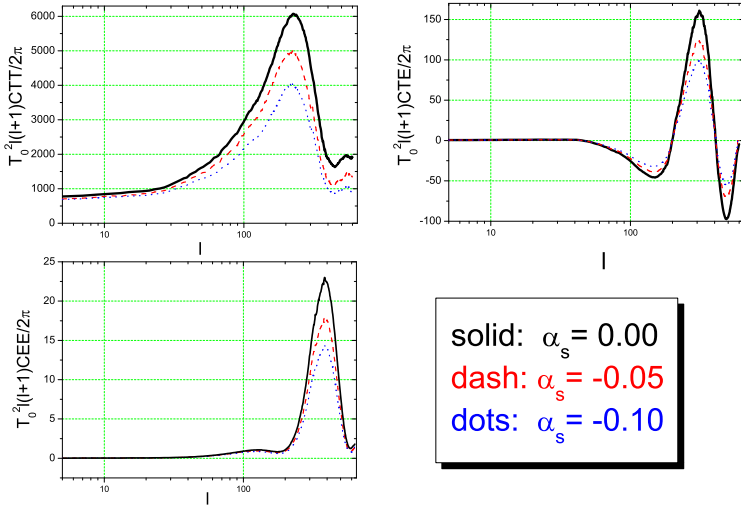 T₀²l(l+1)CTT/2π
6000
5000
4000
3000
2000
1000
0
10
100
l
T₀²l(l+1)CTE/2π
150
100
50
0
-50
-100
10
100
l
T₀²l(l+1)CEE/2π
25
20
15
10
5
0
10
100
l
solid: αₛ= 0.00
dash: αₛ= -0.05
dots: αₛ= -0.10